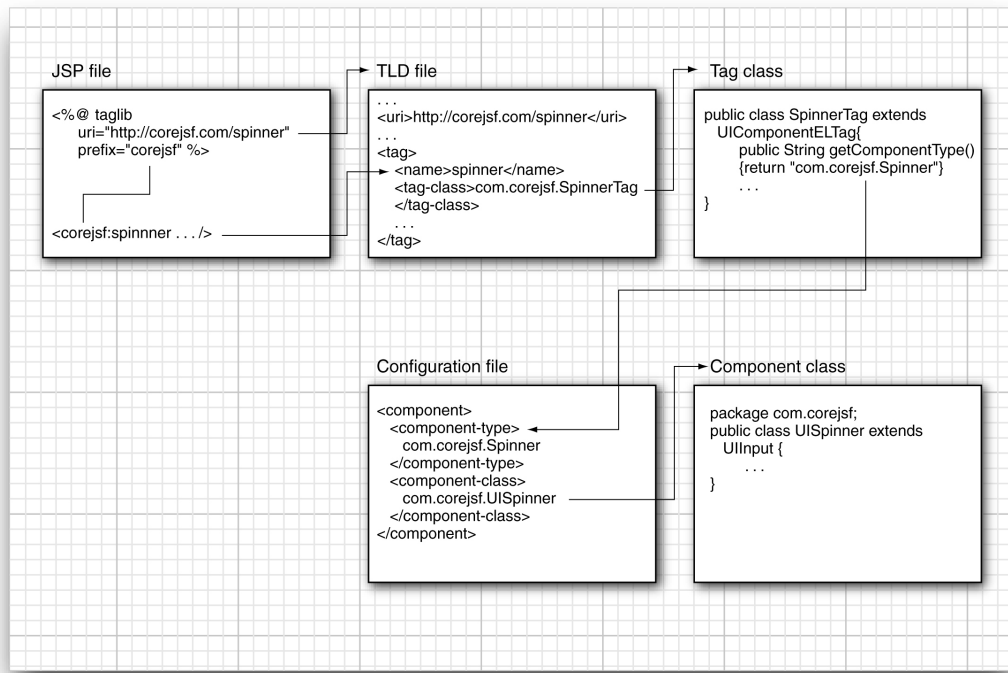 JSP file
<%@ taglib
uri="http://corejsf.com/spinner"
prefix="corejsf" %>
<corejsf:spinnner . . . />
TLD file
. . .
<uri>http://corejsf.com/spinner</uri>
. . .
<tag>
<name>spinner</name>
<tag-class>com.corejsf.SpinnerTag
</tag-class>
. . .
</tag>
Tag class
public class SpinnerTag extends
UIComponentELTag{
public String getComponentType()
{return "com.corejsf.Spinner"}
. . .
}
Configuration file
<component>
<component-type>
com.corejsf.Spinner
</component-type>
<component-class>
com.corejsf.UISpinner
</component-class>
</component>
Component class
package com.corejsf;
public class UISpinner extends
UIInput {
. . .
}